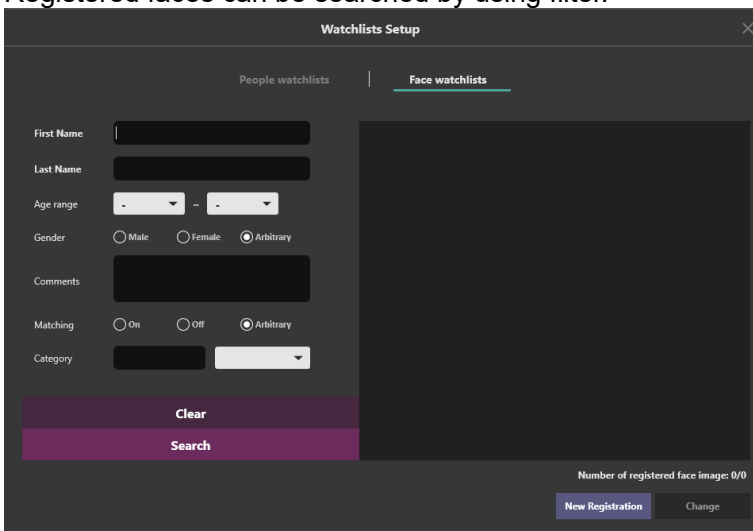 Registered faces can be searched by using filter.
Watchlists Setup
People watchlists | Face watchlists
First Name
Last Name
Age range - ~ -
Gender Male Female Arbitrary
Comments
Matching On Off Arbitrary
Category
Clear
Search
Number of registered face image: 0/0
New Registration Change